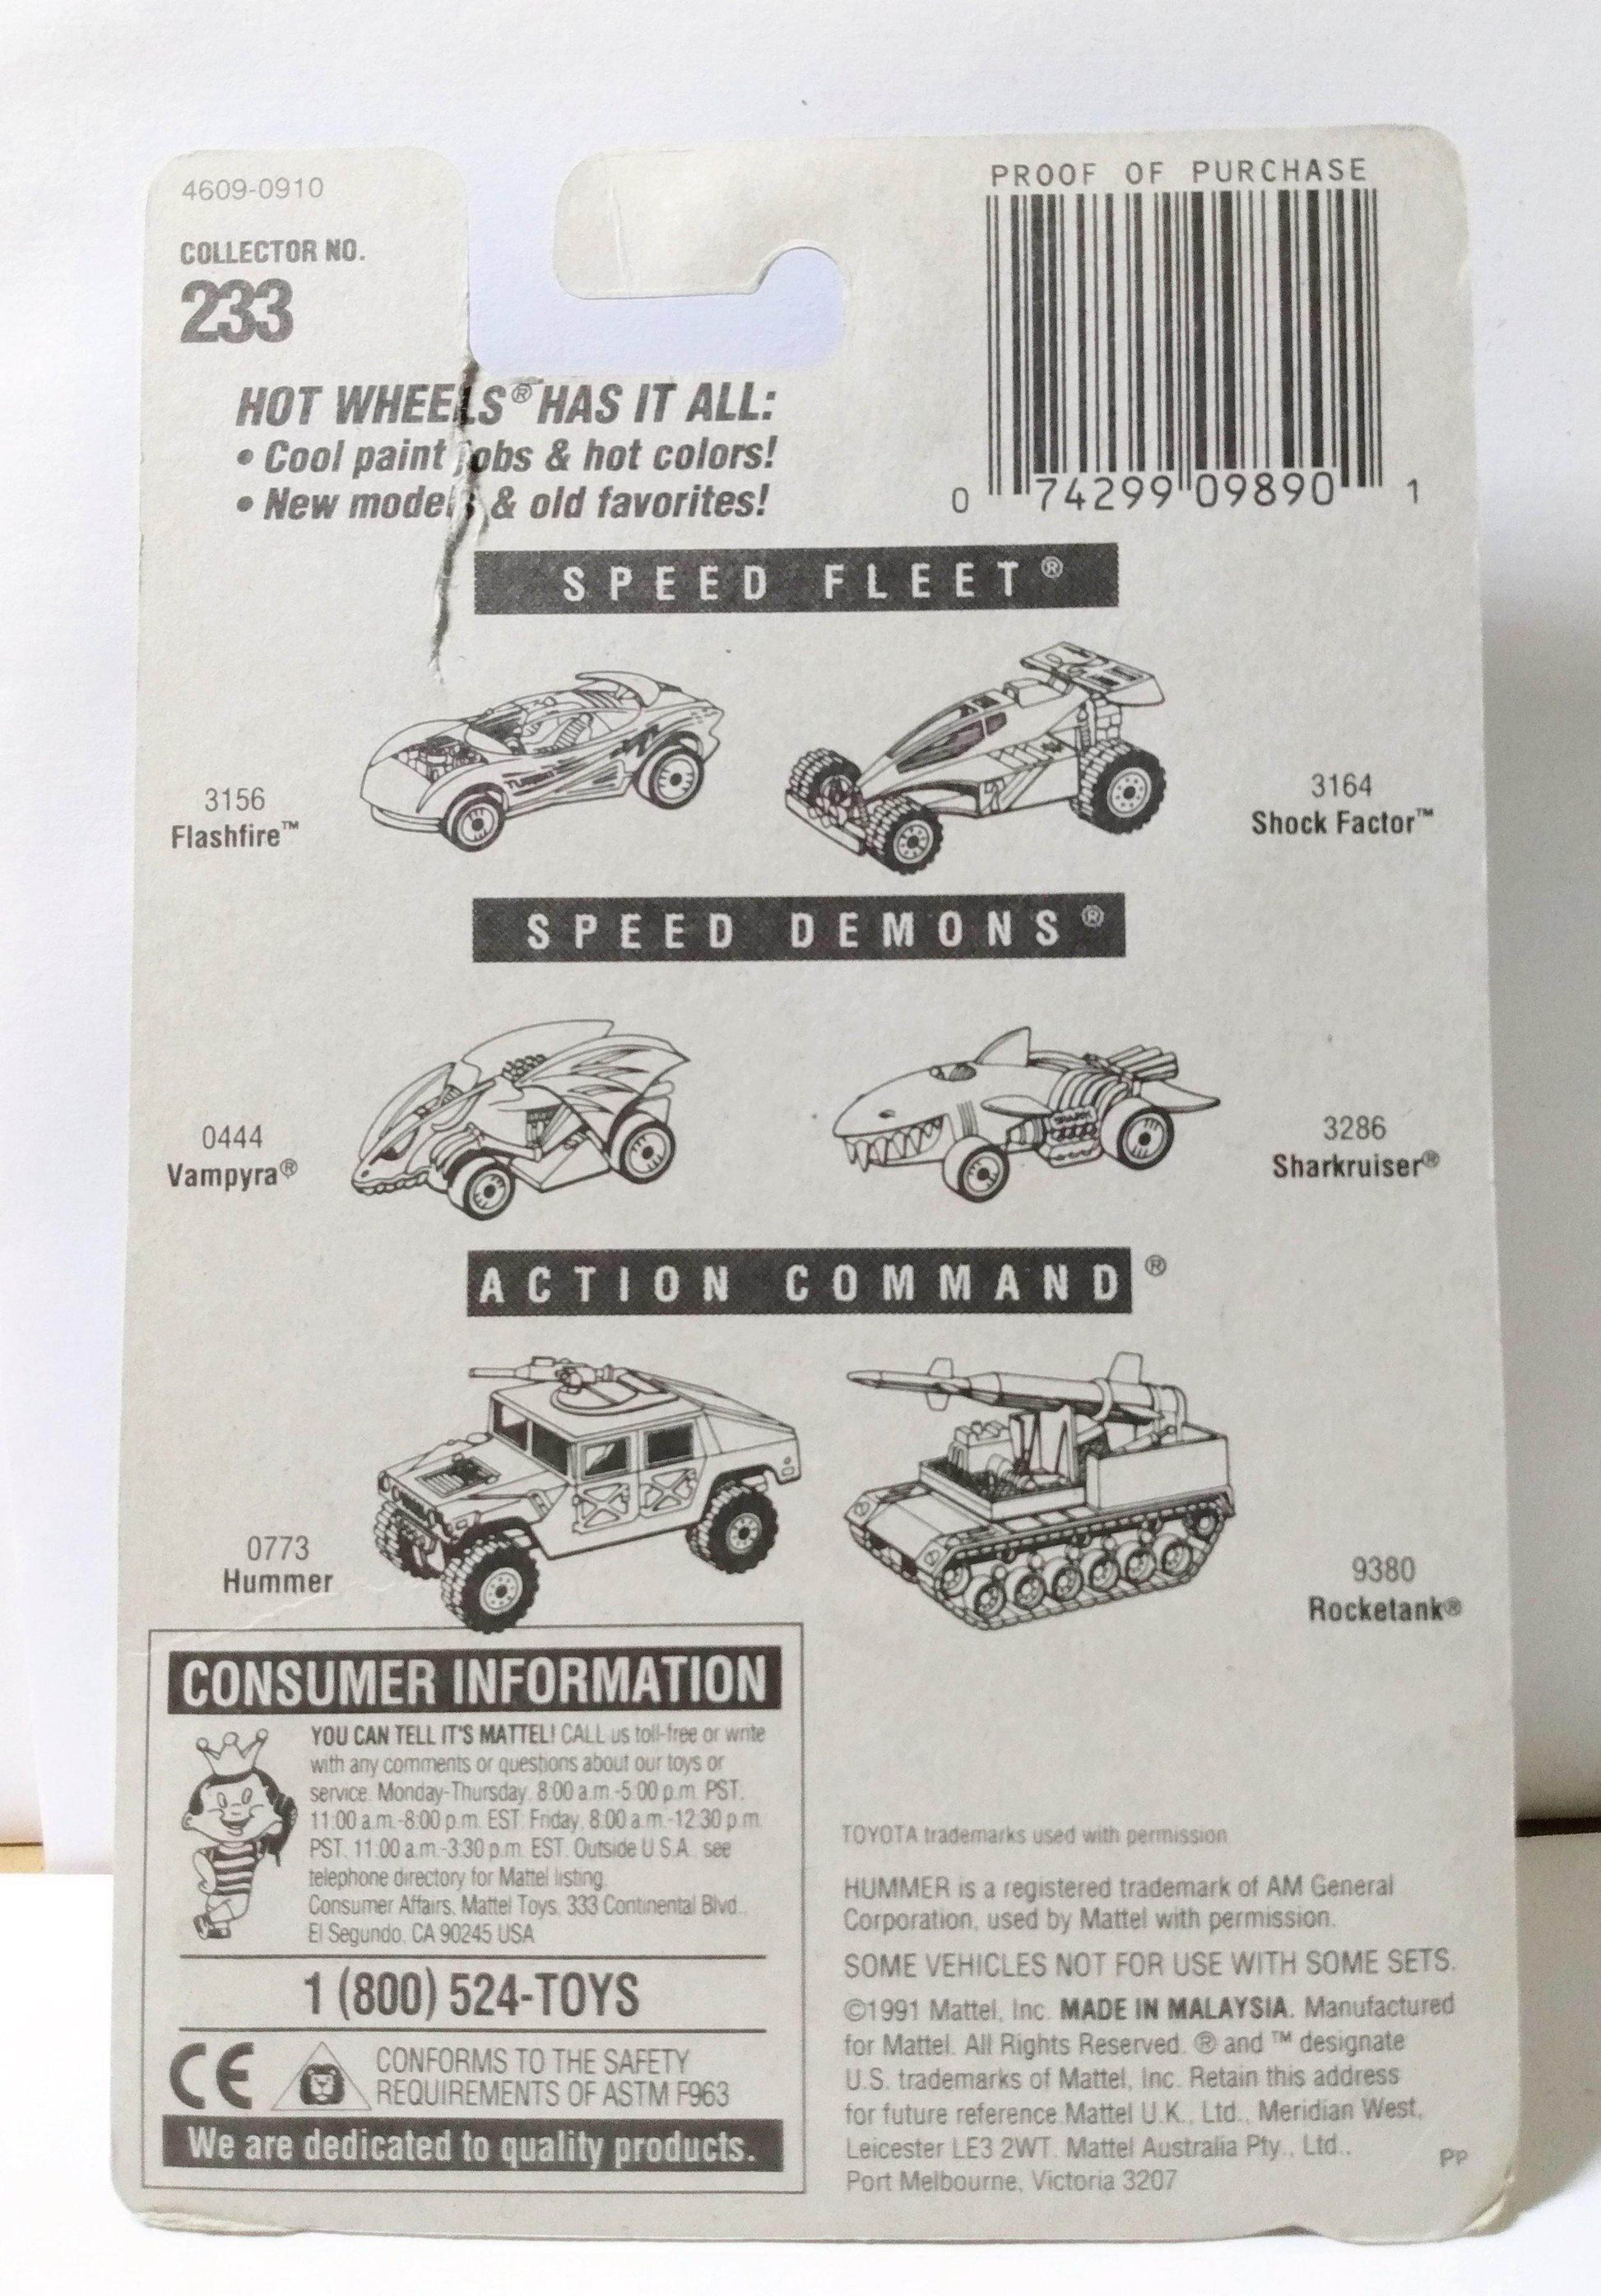 4609-0910
COLLECTOR NO.
233
PROOF OF PURCHASE
0 74299 09890 1
HOT WHEELS® HAS IT ALL:
• Cool paint jobs & hot colors!
• New models & old favorites!
SPEED FLEET®
3156
Flashfire™
3164
Shock Factor™
SPEED DEMONS®
0444
Vampyra®
3286
Sharkruiser®
ACTION COMMAND®
0773
Hummer
9380
Rocketank®
CONSUMER INFORMATION
YOU CAN TELL IT'S MATTEL! CALL us toll-free or write
with any comments or questions about our toys or
service. Monday-Thursday, 8:00 a.m.-5:00 p.m. PST,
11:00 a.m.-8:00 p.m. EST. Friday, 8:00 a.m.-12:30 p.m.
PST, 11:00 a.m.-3:30 p.m. EST. Outside U.S.A., see
telephone directory for Mattel listing.
Consumer Affairs, Mattel Toys, 333 Continental Blvd.,
El Segundo, CA 90245 USA
1 (800) 524-TOYS
CE
CONFORMS TO THE SAFETY
REQUIREMENTS OF ASTM F963
We are dedicated to quality products.
TOYOTA trademarks used with permission.
HUMMER is a registered trademark of AM General
Corporation, used by Mattel with permission.
SOME VEHICLES NOT FOR USE WITH SOME SETS.
©1991 Mattel, Inc. MADE IN MALAYSIA. Manufactured
for Mattel. All Rights Reserved. ® and ™ designate
U.S. trademarks of Mattel, Inc. Retain this address
for future reference Mattel U.K., Ltd., Meridian West,
Leicester LE3 2WT. Mattel Australia Pty., Ltd.,
Port Melbourne, Victoria 3207
PP